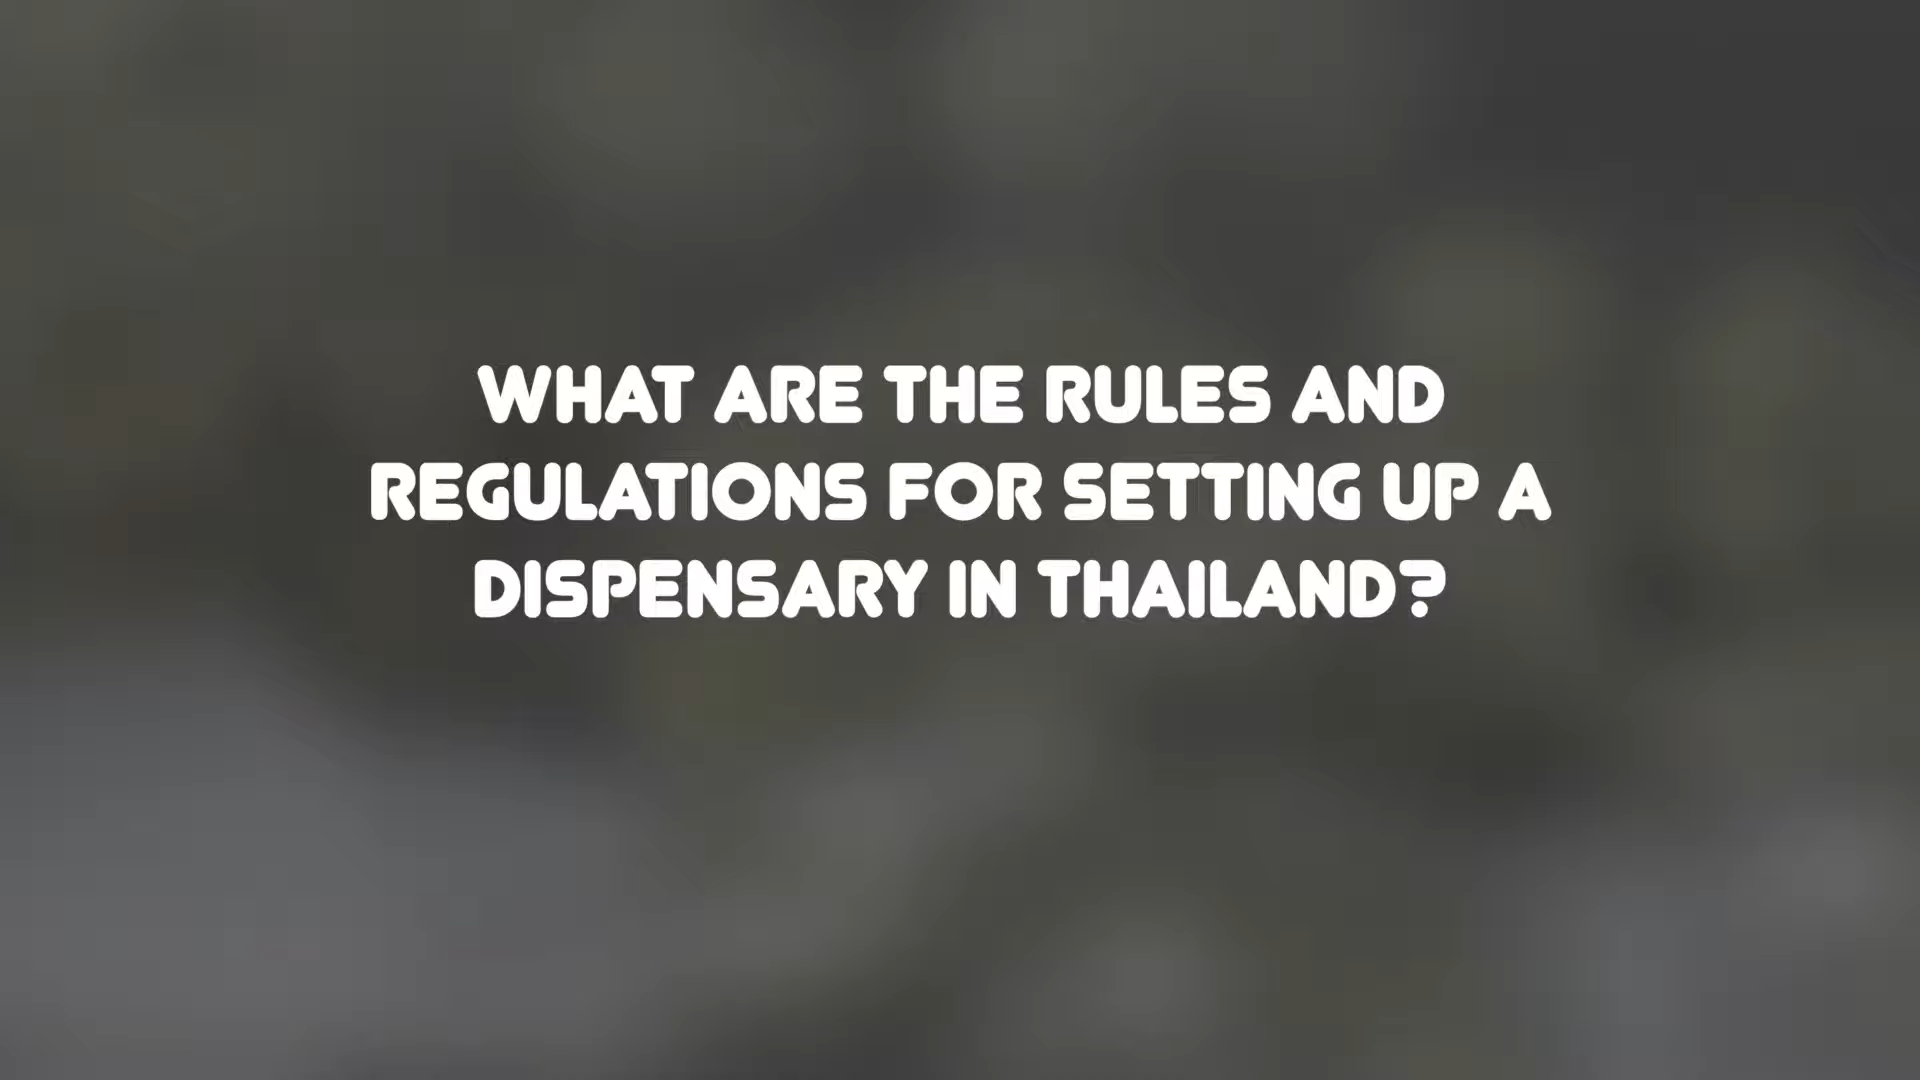 WHAT ARE THE RULES AND
REGULATIONS FOR SETTING UP A
DISPENSARY IN THAILAND?